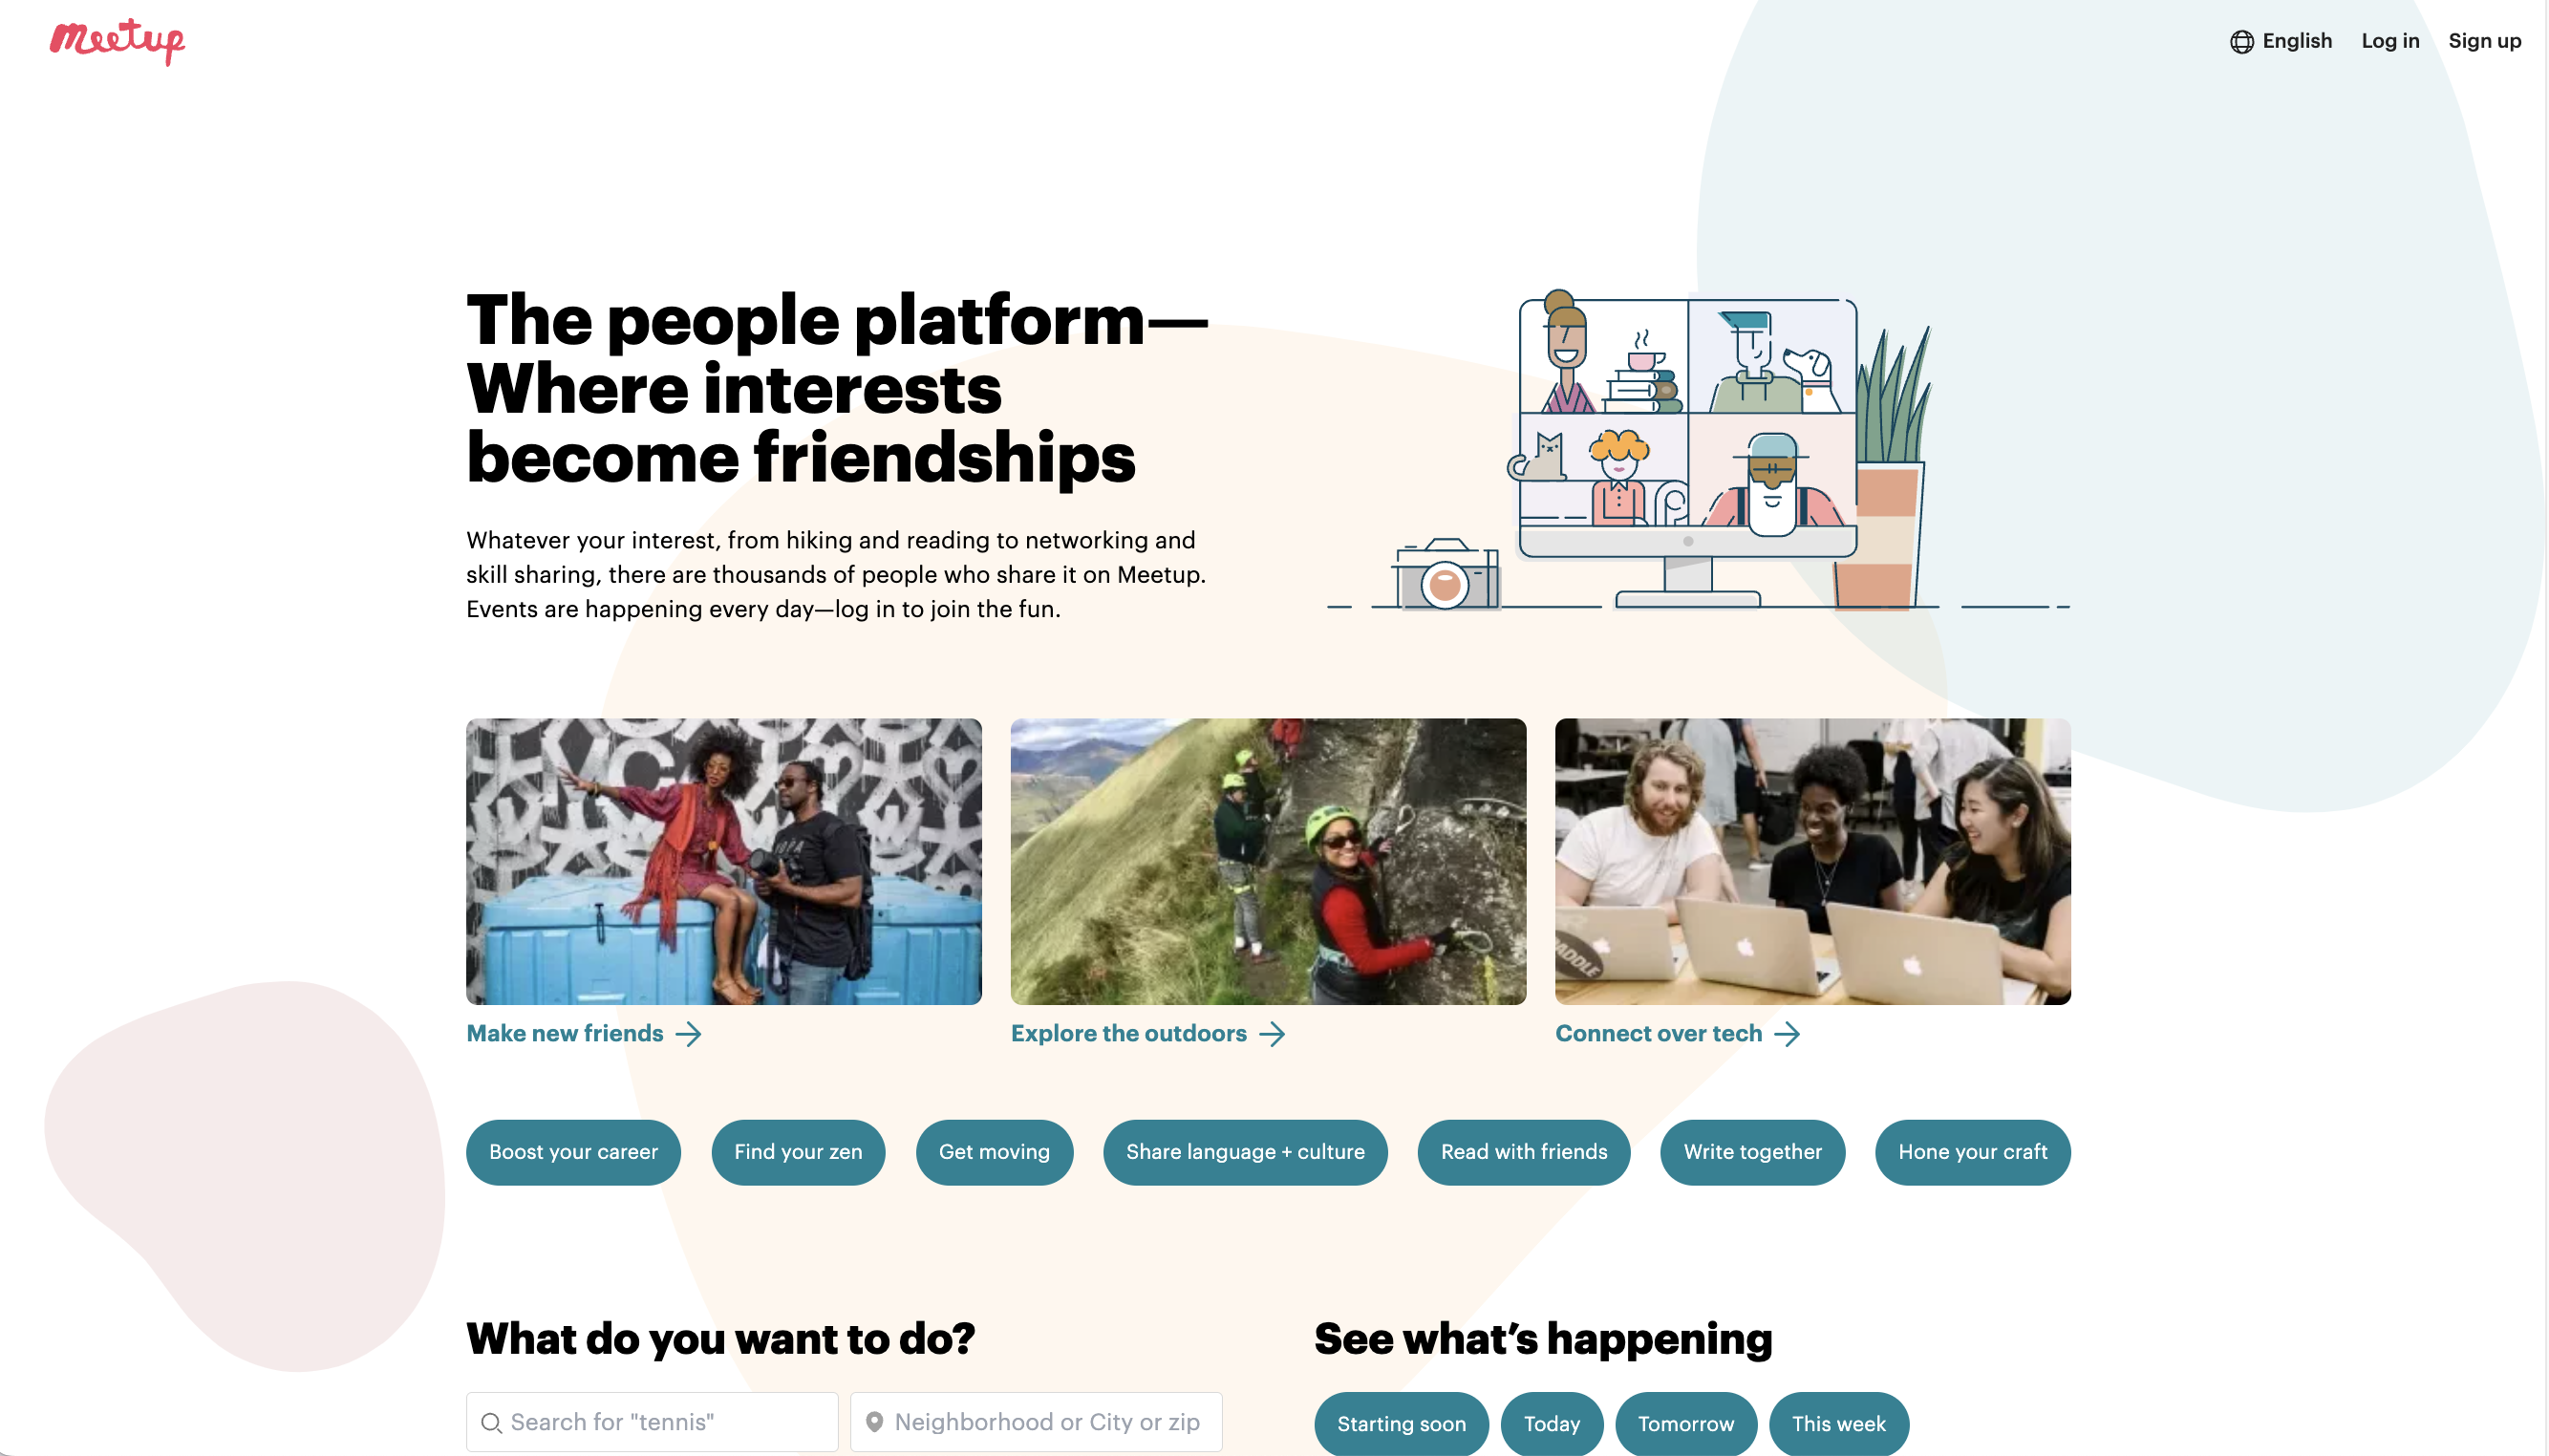 meetup
English Log in Sign up
The people platform—
Where interests
become friendships
Whatever your interest, from hiking and reading to networking and
skill sharing, there are thousands of people who share it on Meetup.
Events are happening every day—log in to join the fun.
Make new friends
Explore the outdoors
Connect over tech
Boost your career
Find your zen
Get moving
Share language + culture
Read with friends
Write together
Hone your craft
What do you want to do?
Search for "tennis"
Neighborhood or City or zip
See what’s happening
Starting soon
Today
Tomorrow
This week